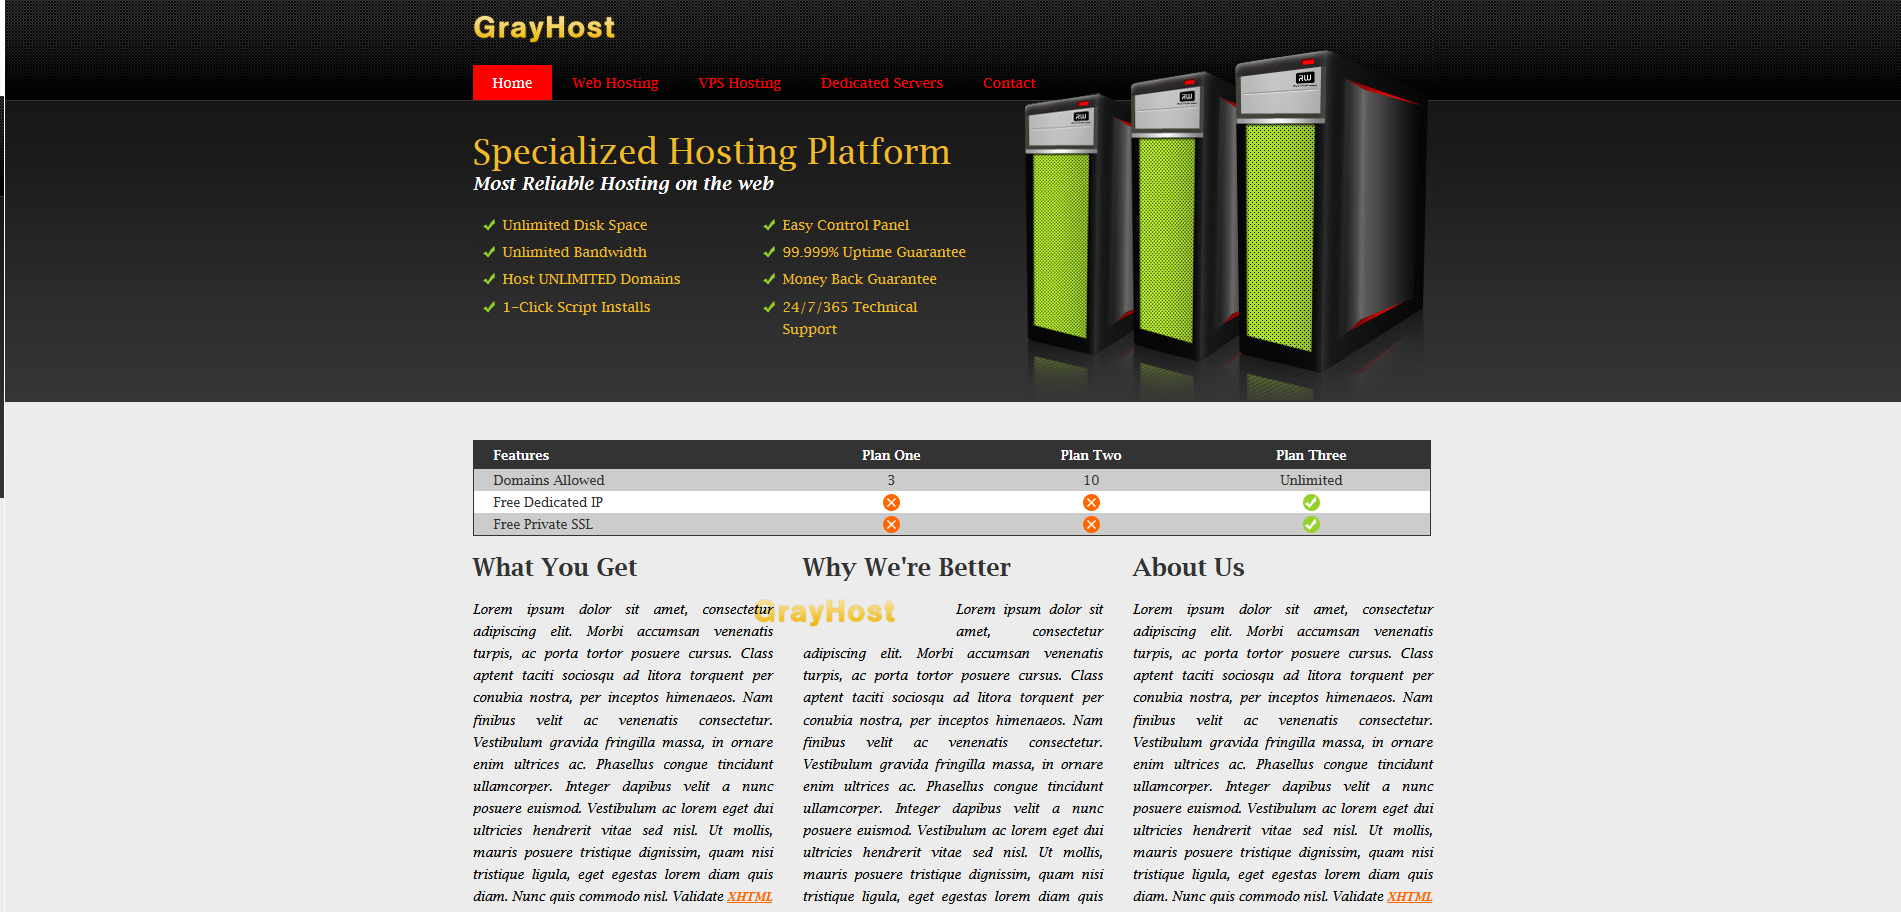 GrayHost
Home Web Hosting VPS Hosting Dedicated Servers Contact
Specialized Hosting Platform
Most Reliable Hosting on the web
Unlimited Disk Space
Unlimited Bandwidth
Host UNLIMITED Domains
1-Click Script Installs
Easy Control Panel
99.999% Uptime Guarantee
Money Back Guarantee
24/7/365 Technical
Support
RW
RW
RW
Features Plan One Plan Two Plan Three
Domains Allowed 3 10 Unlimited
Free Dedicated IP
Free Private SSL
What You Get
Lorem ipsum dolor sit amet, consectetur
adipiscing elit. Morbi accumsan venenatis
turpis, ac porta tortor posuere cursus. Class
aptent taciti sociosqu ad litora torquent per
conubia nostra, per inceptos himenaeos. Nam
finibus velit ac venenatis consectetur.
Vestibulum gravida fringilla massa, in ornare
enim ultrices ac. Phasellus congue tincidunt
ullamcorper. Integer dapibus velit a nunc
posuere euismod. Vestibulum ac lorem eget dui
ultricies hendrerit vitae sed nisl. Ut mollis,
mauris posuere tristique dignissim, quam nisi
tristique ligula, eget egestas lorem diam quis
diam. Nunc quis commodo nisl. Validate XHTML
Why We're Better
GrayHost
Lorem ipsum dolor sit
amet, consectetur
adipiscing elit. Morbi accumsan venenatis
turpis, ac porta tortor posuere cursus. Class
aptent taciti sociosqu ad litora torquent per
conubia nostra, per inceptos himenaeos. Nam
finibus velit ac venenatis consectetur.
Vestibulum gravida fringilla massa, in ornare
enim ultrices ac. Phasellus congue tincidunt
ullamcorper. Integer dapibus velit a nunc
posuere euismod. Vestibulum ac lorem eget dui
ultricies hendrerit vitae sed nisl. Ut mollis,
mauris posuere tristique dignissim, quam nisi
tristique ligula, eget egestas lorem diam quis
About Us
Lorem ipsum dolor sit amet, consectetur
adipiscing elit. Morbi accumsan venenatis
turpis, ac porta tortor posuere cursus. Class
aptent taciti sociosqu ad litora torquent per
conubia nostra, per inceptos himenaeos. Nam
finibus velit ac venenatis consectetur.
Vestibulum gravida fringilla massa, in ornare
enim ultrices ac. Phasellus congue tincidunt
ullamcorper. Integer dapibus velit a nunc
posuere euismod. Vestibulum ac lorem eget dui
ultricies hendrerit vitae sed nisl. Ut mollis,
mauris posuere tristique dignissim, quam nisi
tristique ligula, eget egestas lorem diam quis
diam. Nunc quis commodo nisl. Validate XHTML